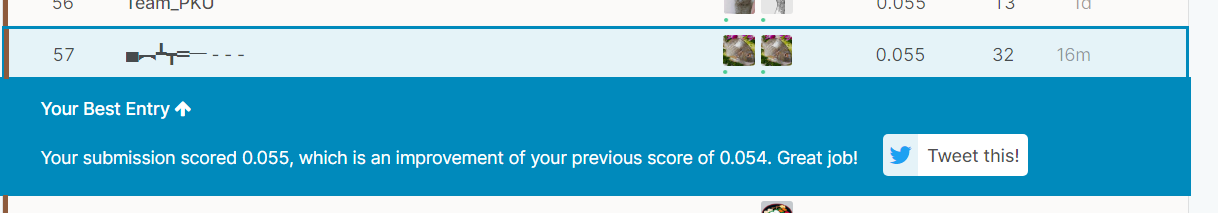 56 Team_PKU 0.055 13 1d
57 ▄︻┻┳═一 - - - 0.055 32 16m
Your Best Entry ↑
Your submission scored 0.055, which is an improvement of your previous score of 0.054. Great job!
Tweet this!